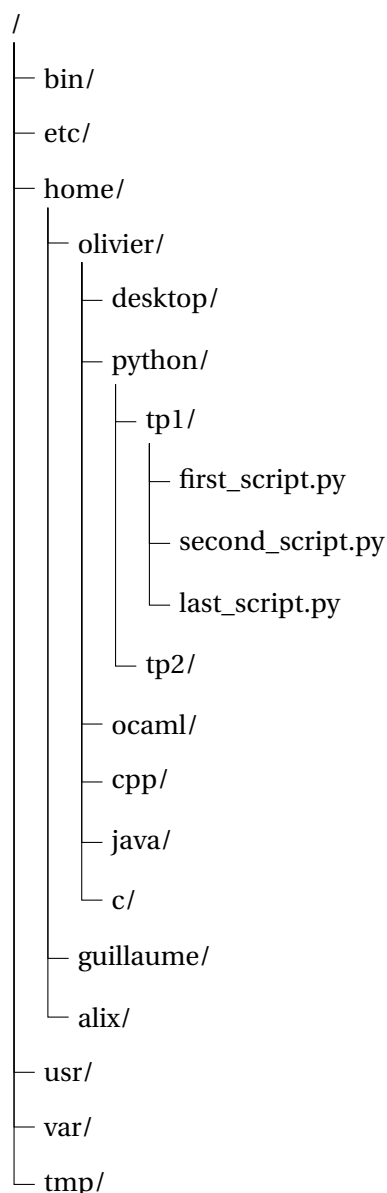 /
bin/
etc/
home/
olivier/
desktop/
python/
tp1/
first_script.py
second_script.py
last_script.py
tp2/
ocaml/
cpp/
java/
c/
guillaume/
alix/
usr/
var/
tmp/